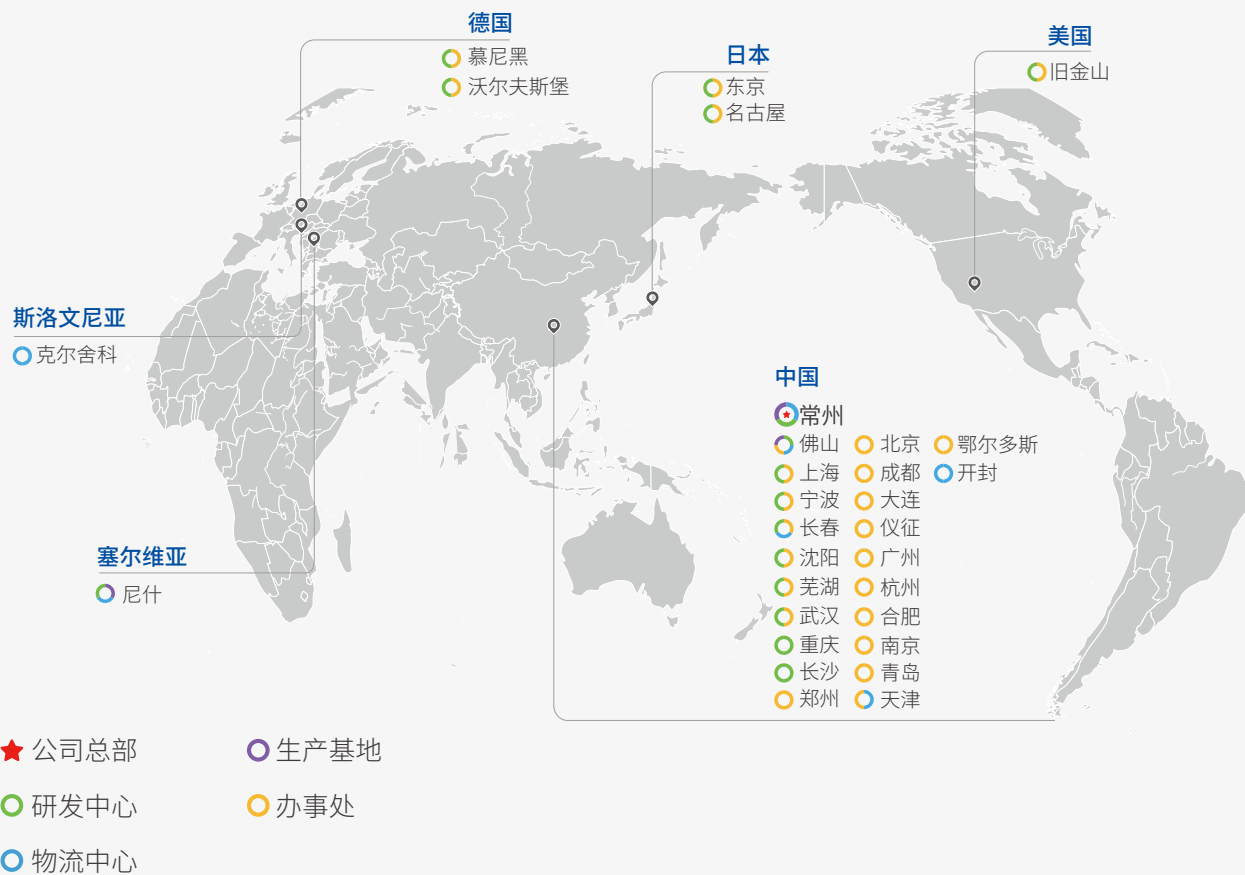 德国
慕尼黑
沃尔夫斯堡
日本
东京
名古屋
美国
旧金山
斯洛文尼亚
克尔舍科
塞尔维亚
尼什
中国
常州
佛山 北京 鄂尔多斯
上海 成都 开封
宁波 大连
长春 仪征
沈阳 广州
芜湖 杭州
武汉 合肥
重庆 南京
长沙 青岛
郑州 天津
公司总部 生产基地
研发中心 办事处
物流中心